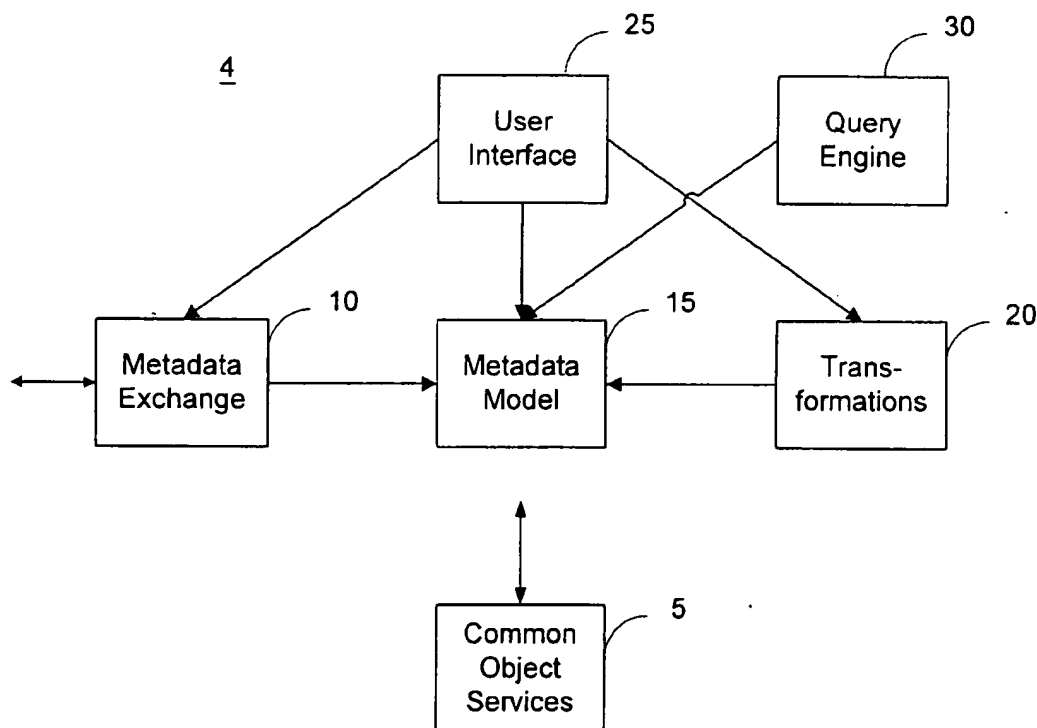 25
30
4
User
Interface
Query
Engine
10
15
20
Metadata
Exchange
Metadata
Model
Trans-
formations
5
Common
Object
Services